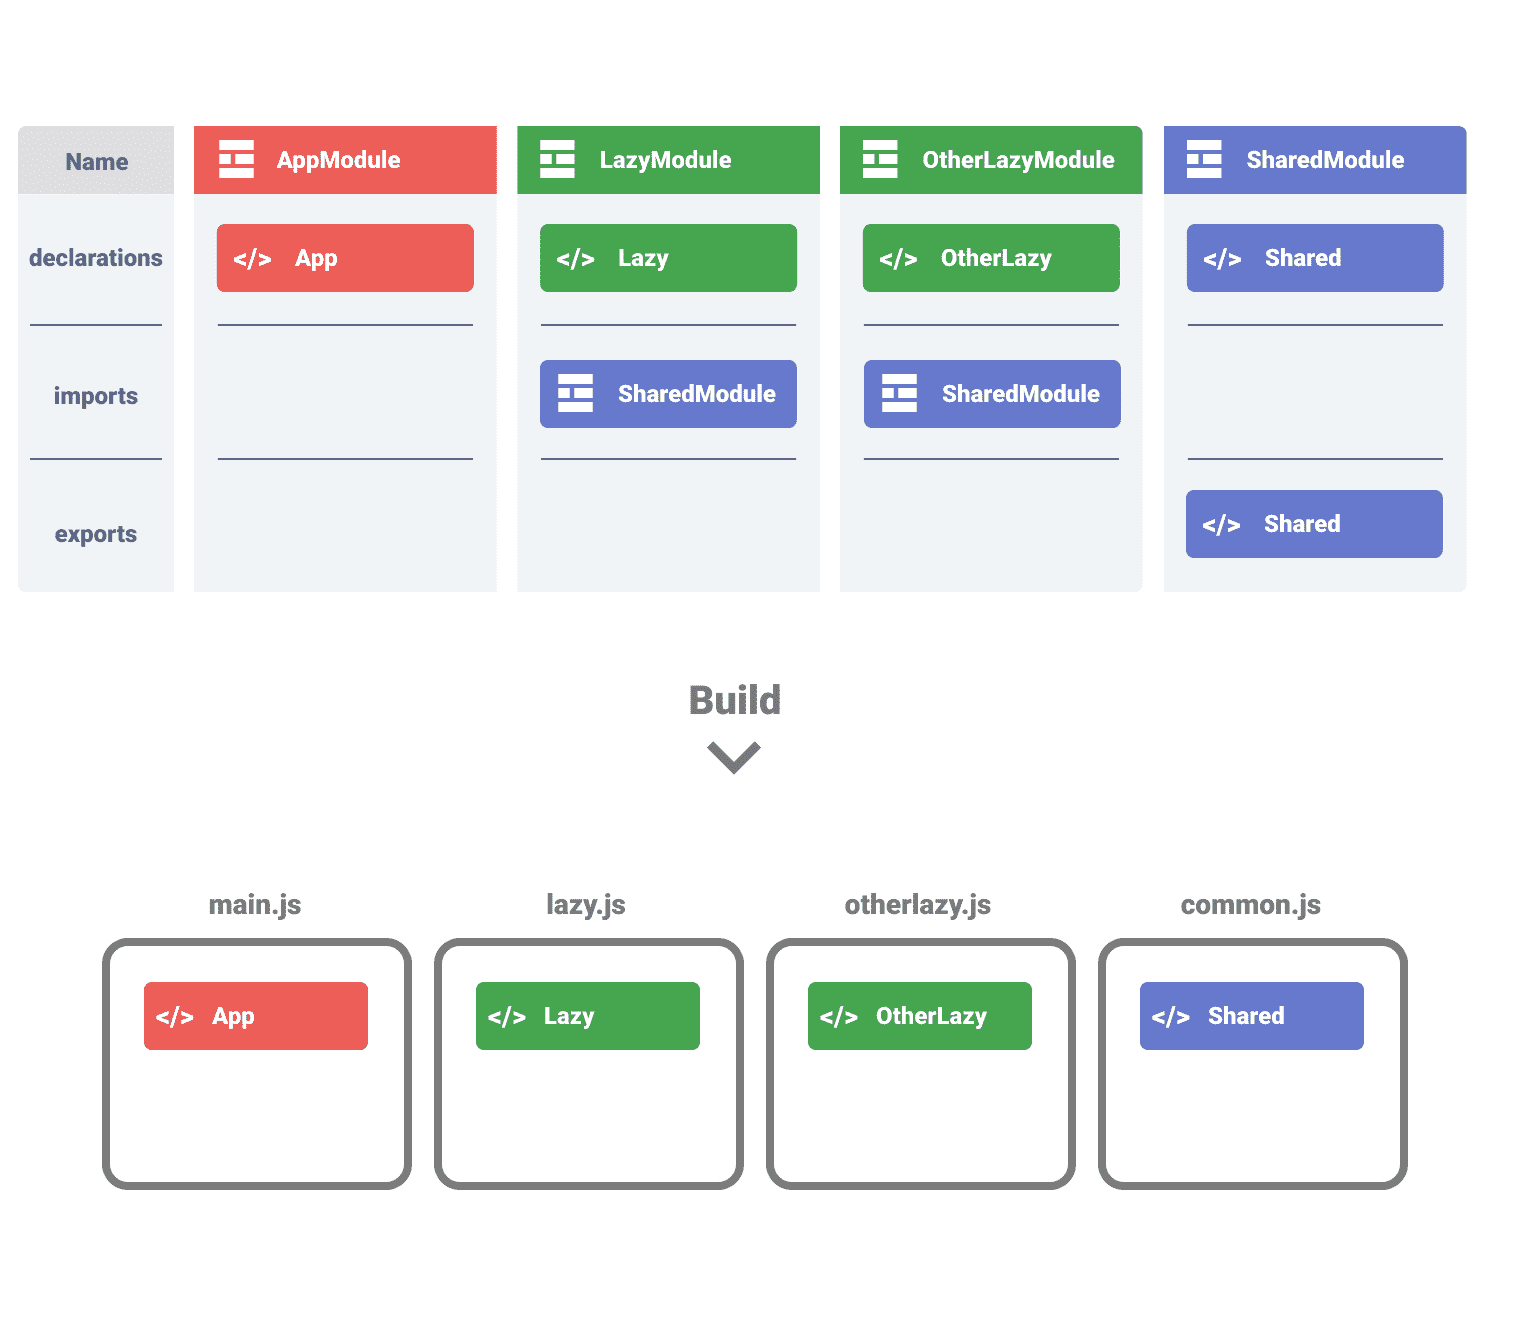 Name AppModule LazyModule OtherLazyModule SharedModule
declarations </> App </> Lazy </> OtherLazy </> Shared
imports SharedModule SharedModule
exports </> Shared
Build
main.js lazy.js otherlazy.js common.js
</> App </> Lazy </> OtherLazy </> Shared